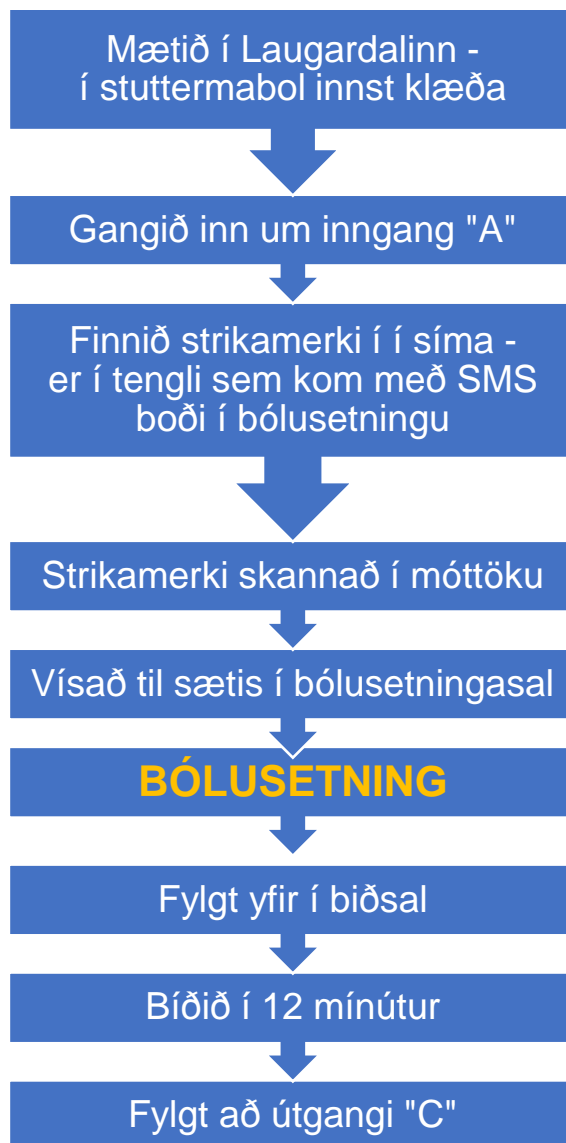 Mætið í Laugardalinn -
í stuttermabol innst klæða
Gangið inn um inngang "A"
Finnið strikamerki í í síma -
er í tengli sem kom með SMS
boði í bólusetningu
Strikamerki skannað í móttöku
Vísað til sætis í bólusetningasal
BÓLUSETNING
Fylgt yfir í biðsal
Bíðið í 12 mínútur
Fylgt að útgangi "C"